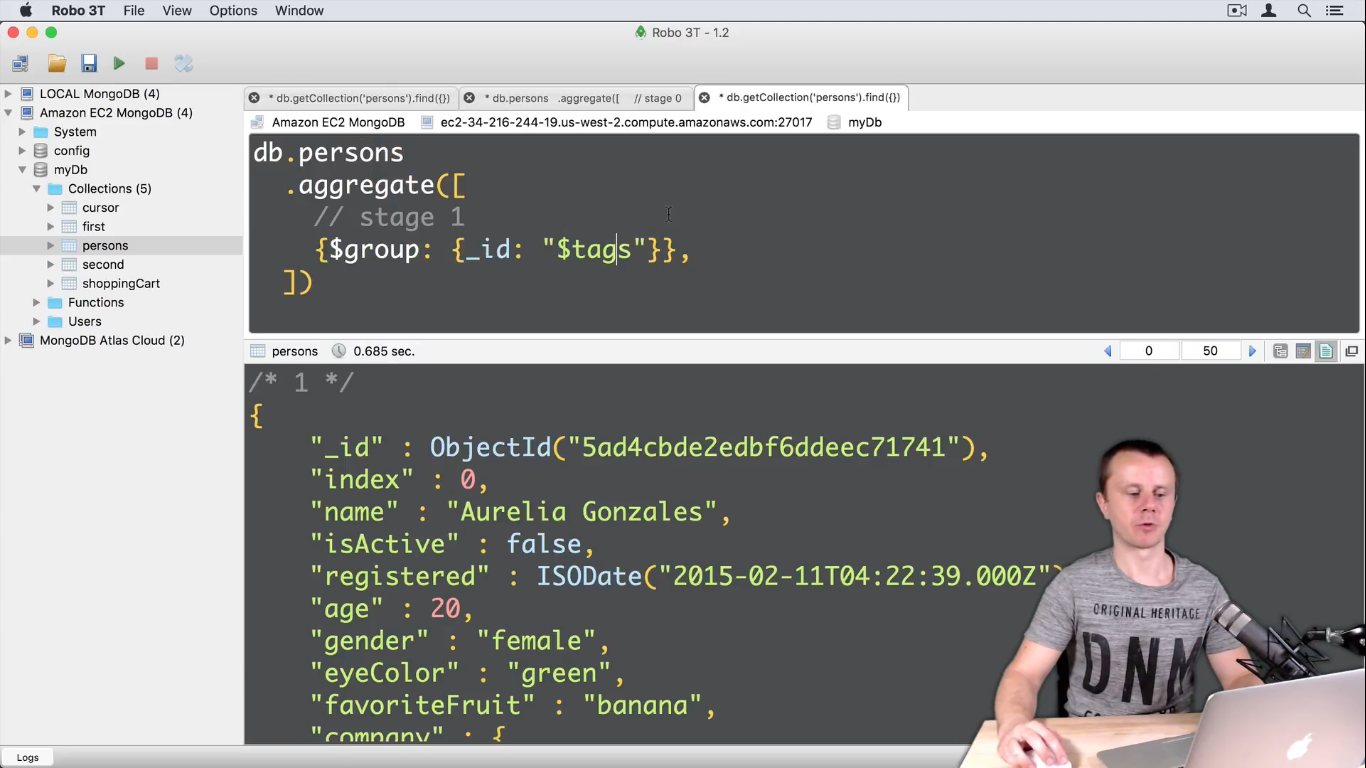 Robo 3T File View Options Window
Robo 3T - 1.2
LOCAL MongoDB (4)
Amazon EC2 MongoDB (4)
System
config
myDb
Collections (5)
cursor
first
persons
second
shoppingCart
Functions
Users
MongoDB Atlas Cloud (2)
* db.getCollection('persons').find({}) * db.persons .aggregate([ // stage 0 * db.getCollection('persons').find({})
Amazon EC2 MongoDB ec2-34-216-244-19.us-west-2.compute.amazonaws.com:27017 myDb
db.persons
.aggregate([
// stage 1
{$group: {_id: "$tags"}},
])
persons 0.685 sec. 0 50
/* 1 */
{
"_id" : ObjectId("5ad4cbde2edbf6ddeec71741"),
"index" : 0,
"name" : "Aurelia Gonzales",
"isActive" : false,
"registered" : ISODate("2015-02-11T04:22:39.000Z")
"age" : 20,
"gender" : "female",
"eyeColor" : "green",
"favoriteFruit" : "banana",
"company" : {
ORIGINAL HERITAGE
DNM
Logs